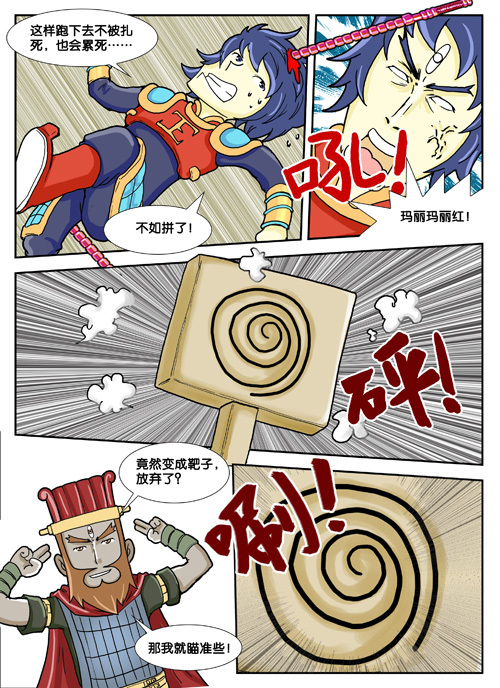 这样跑下去不被扎
死，也会累死……
王
不如拼了！
吼！
玛丽玛丽红！
砰！
竟然变成靶子，
放弃了？
唰！
那我就瞄准些！